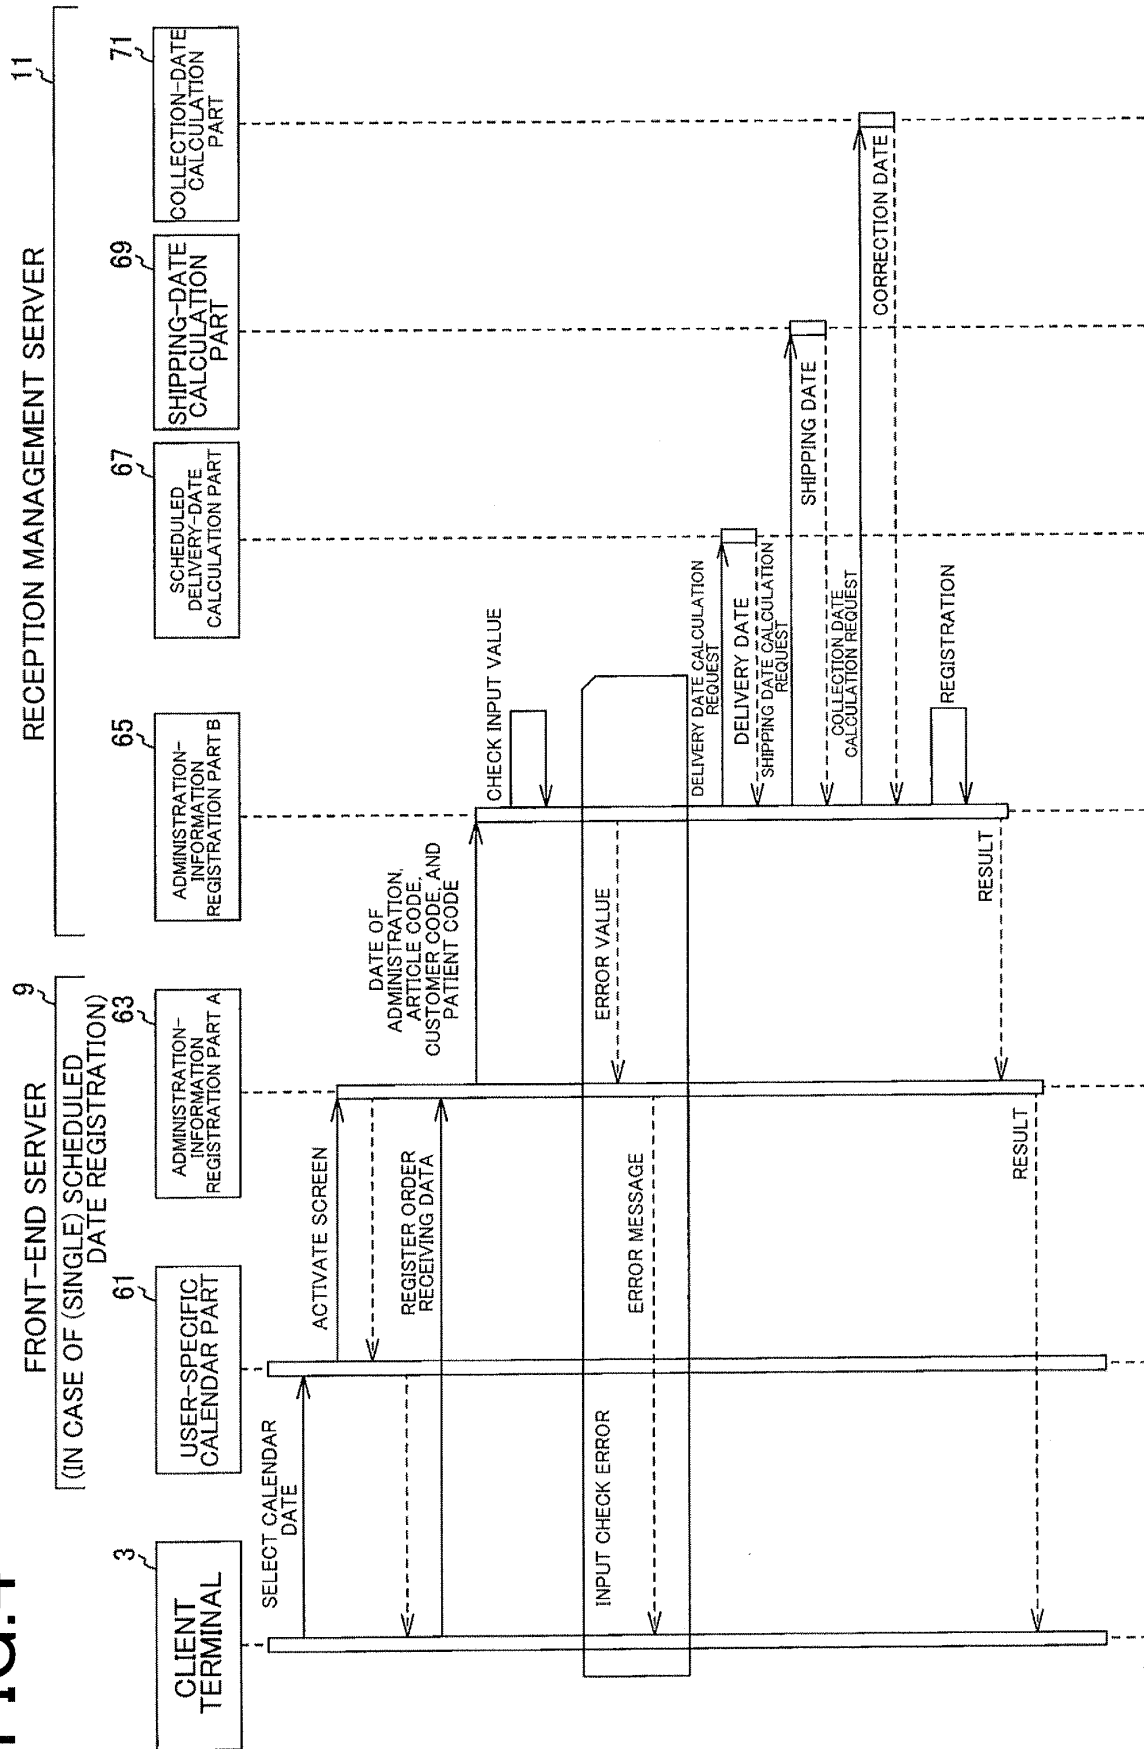 FIG.4
FRONT-END SERVER
9
(IN CASE OF (SINGLE) SCHEDULED
DATE REGISTRATION)
RECEPTION MANAGEMENT SERVER
11
3
CLIENT
TERMINAL
61
USER-SPECIFIC
CALENDAR PART
63
ADMINISTRATION-
INFORMATION
REGISTRATION PART A
65
ADMINISTRATION-
INFORMATION
REGISTRATION PART B
67
SCHEDULED
DELIVERY-DATE
CALCULATION PART
69
SHIPPING-DATE
CALCULATION
PART
71
COLLECTION-DATE
CALCULATION
PART
SELECT CALENDAR
DATE
ACTIVATE SCREEN
REGISTER ORDER
RECEIVING DATA
DATE OF
ADMINISTRATION,
ARTICLE CODE,
CUSTOMER CODE, AND
PATIENT CODE
CHECK INPUT VALUE
INPUT CHECK ERROR
ERROR VALUE
ERROR MESSAGE
DELIVERY DATE CALCULATION
REQUEST
DELIVERY DATE
SHIPPING DATE CALCULATION
REQUEST
SHIPPING DATE
COLLECTION DATE
CALCULATION REQUEST
CORRECTION DATE
REGISTRATION
RESULT
RESULT